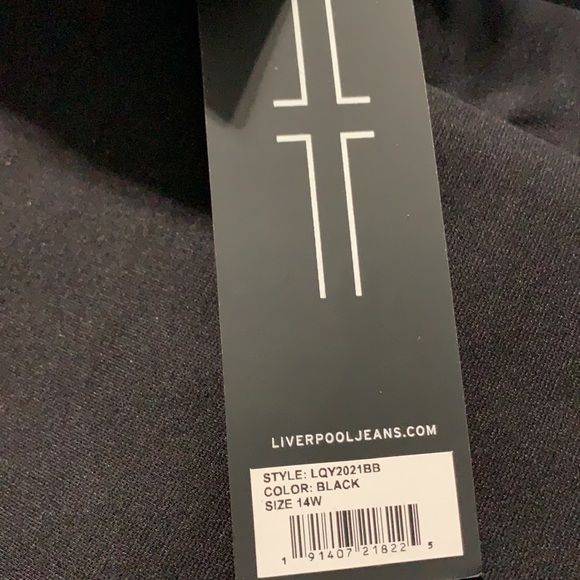 LIVERPOOLJEANS.COM
STYLE: LQY2021BB
COLOR: BLACK
SIZE 14W
1 91407 21822 5